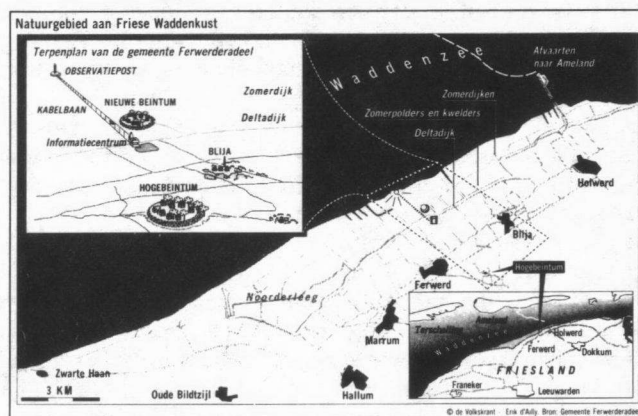 Natuurgebied aan Friese Waddenkust
Terpenplan van de gemeente Ferwerderadeel
OBSERVATIEPOST
KABELBAAN
NIEUWE BEINTUM
Informatiecentrum
Zomerdijk
Deltadijk
BLIJA
HOGEBEINTUM
Waddenzee
Afvaarten
naar Ameland
Zomerdijken
Zomerpolders en kwelders
Deltadijk
Holwerd
Blija
Ferwerd
Hogebeintum
Noorderleeg
Marrum
Zwarte Haan
3 KM
Oude Bildtzijl
Hallum
Terschelling
Ameland
Waddenzee
Holwerd
Ferwerd
Dokkum
FRIESLAND
Franeker
Leeuwarden
© de Volkskrant - Erik d'Ailly. Bron: Gemeente Ferwerderadeel